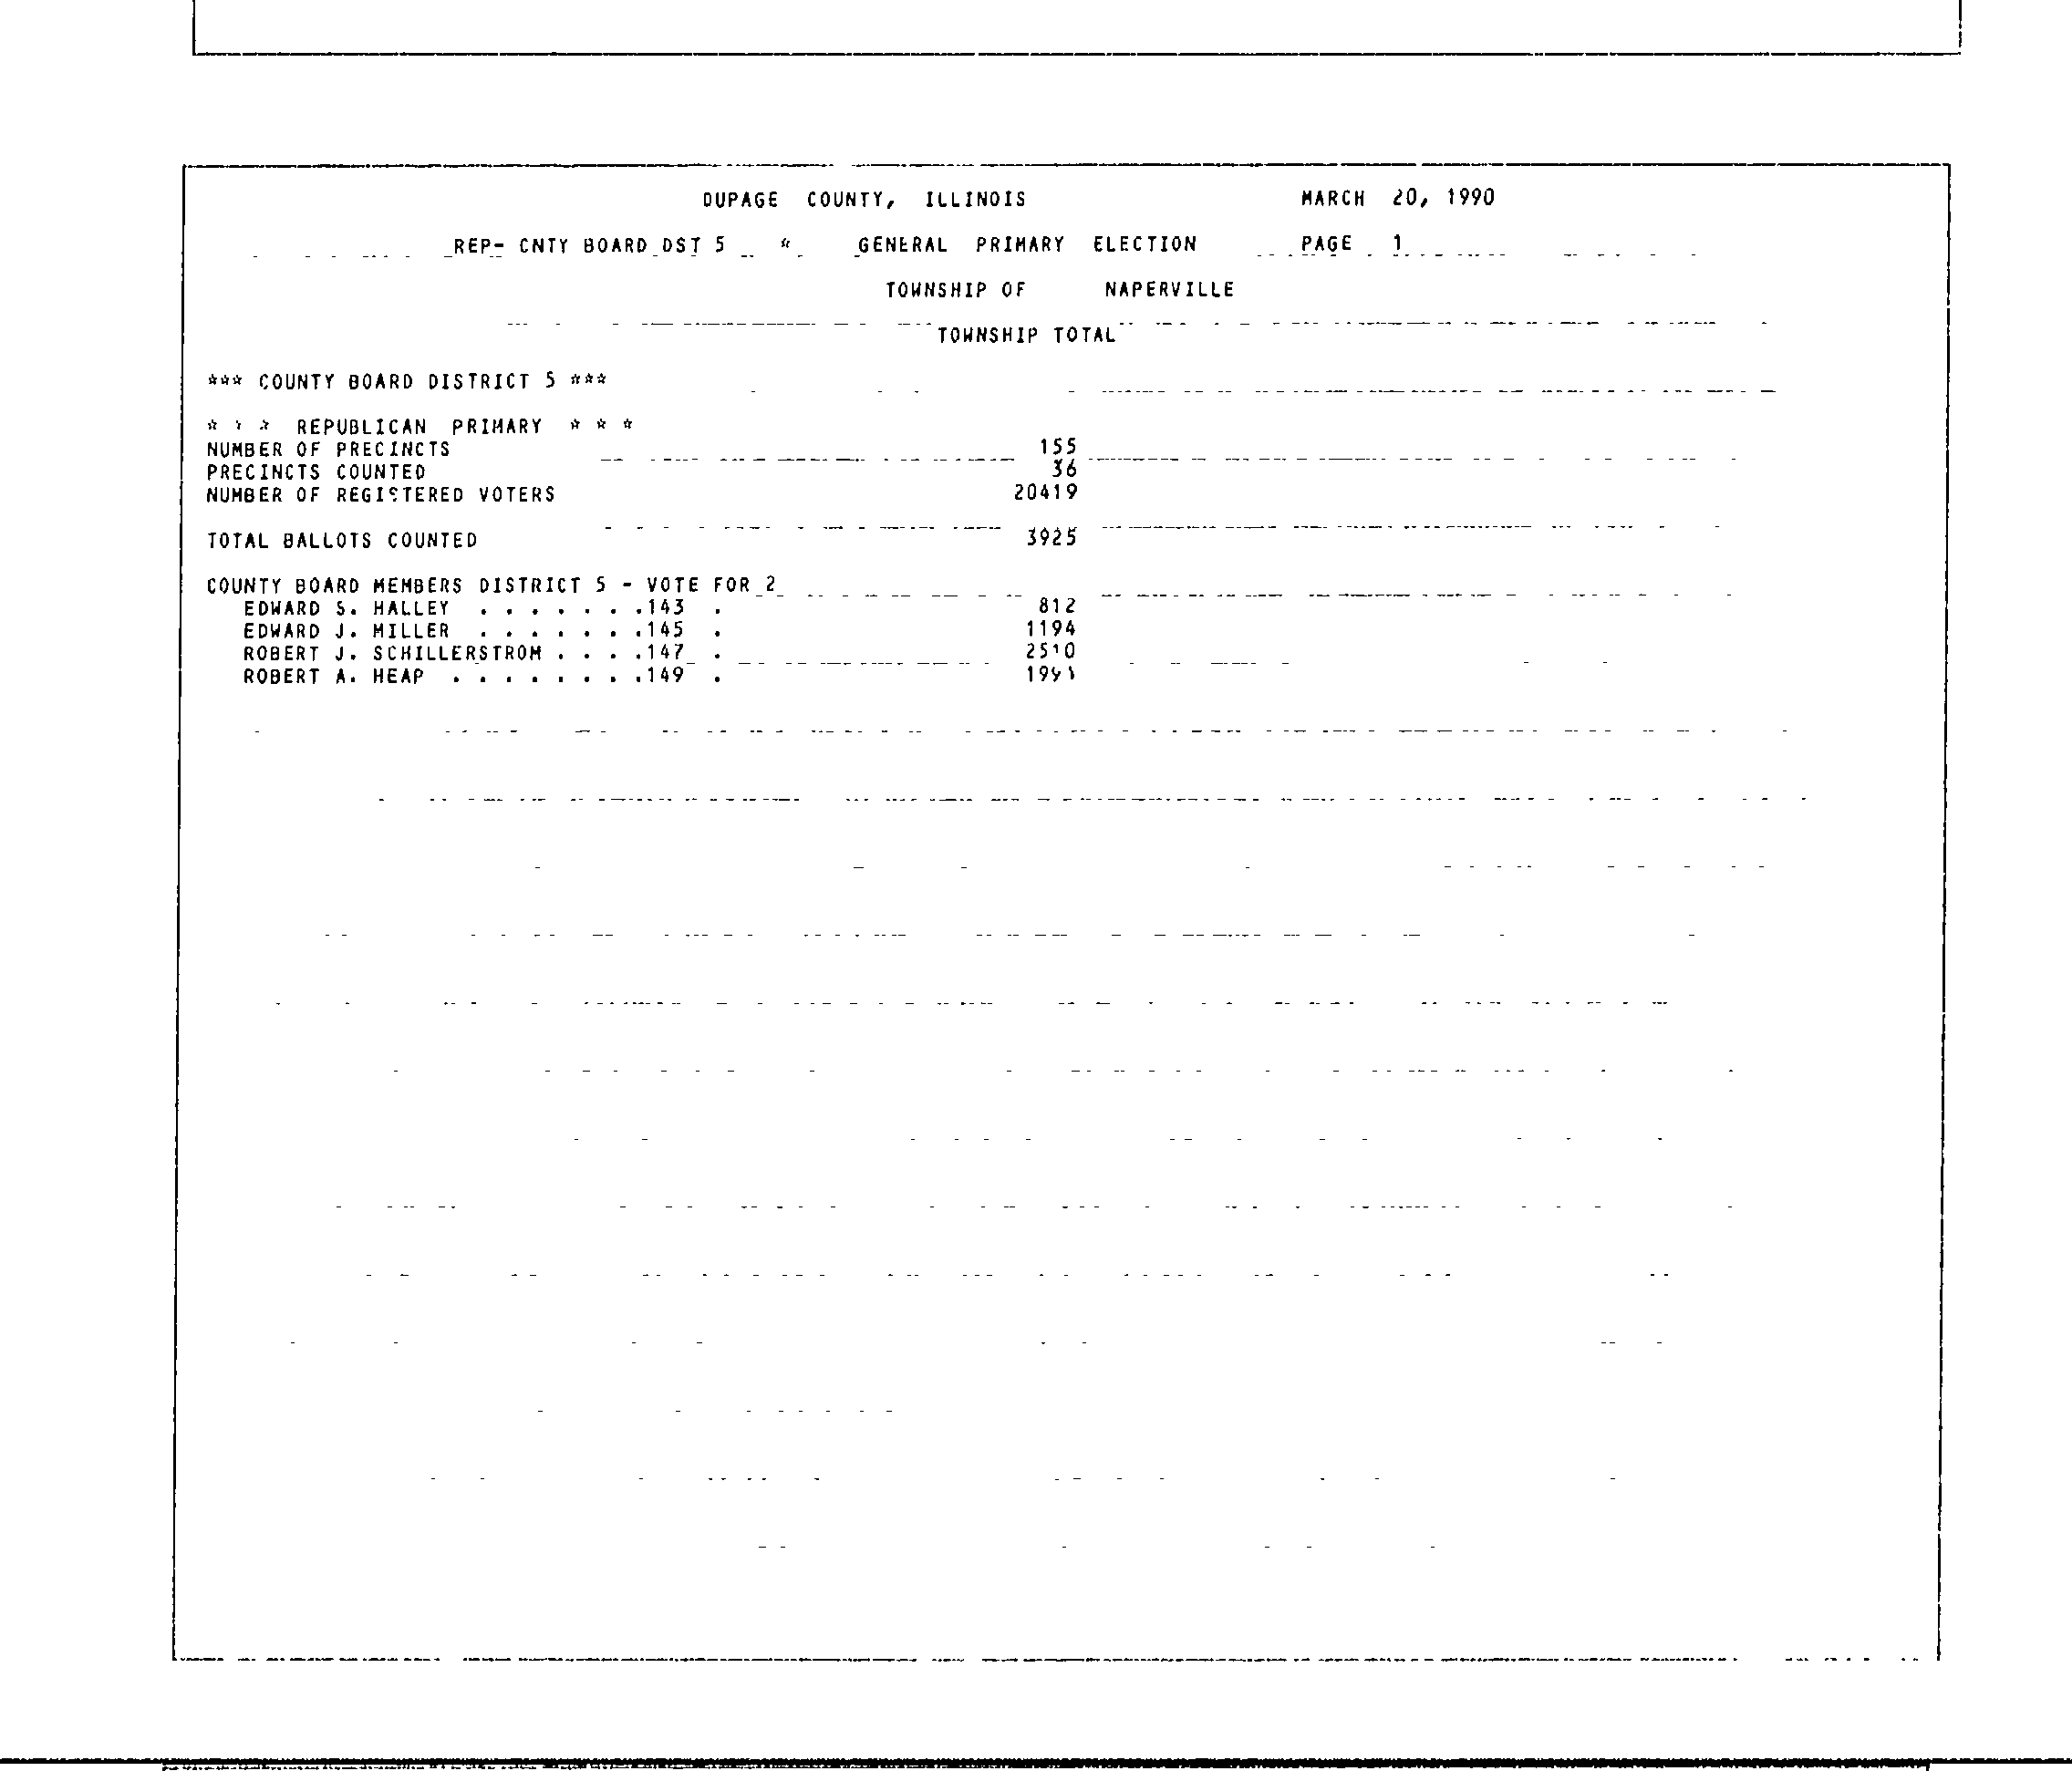 DUPAGE COUNTY, ILLINOIS MARCH 20, 1990
REP- CNTY BOARD DST 5 * GENERAL PRIMARY ELECTION PAGE 1
TOWNSHIP OF NAPERVILLE
TOWNSHIP TOTAL
*** COUNTY BOARD DISTRICT 5 ***
* * * REPUBLICAN PRIMARY * * *
NUMBER OF PRECINCTS 155
PRECINCTS COUNTED 36
NUMBER OF REGISTERED VOTERS 20419
TOTAL BALLOTS COUNTED 3925
COUNTY BOARD MEMBERS DISTRICT 5 - VOTE FOR 2
EDWARD S. HALLEY . . . . . . .143 . 812
EDWARD J. MILLER . . . . . . .145 . 1194
ROBERT J. SCHILLERSTROM . . . .147 . 2510
ROBERT A. HEAP . . . . . . . .149 .